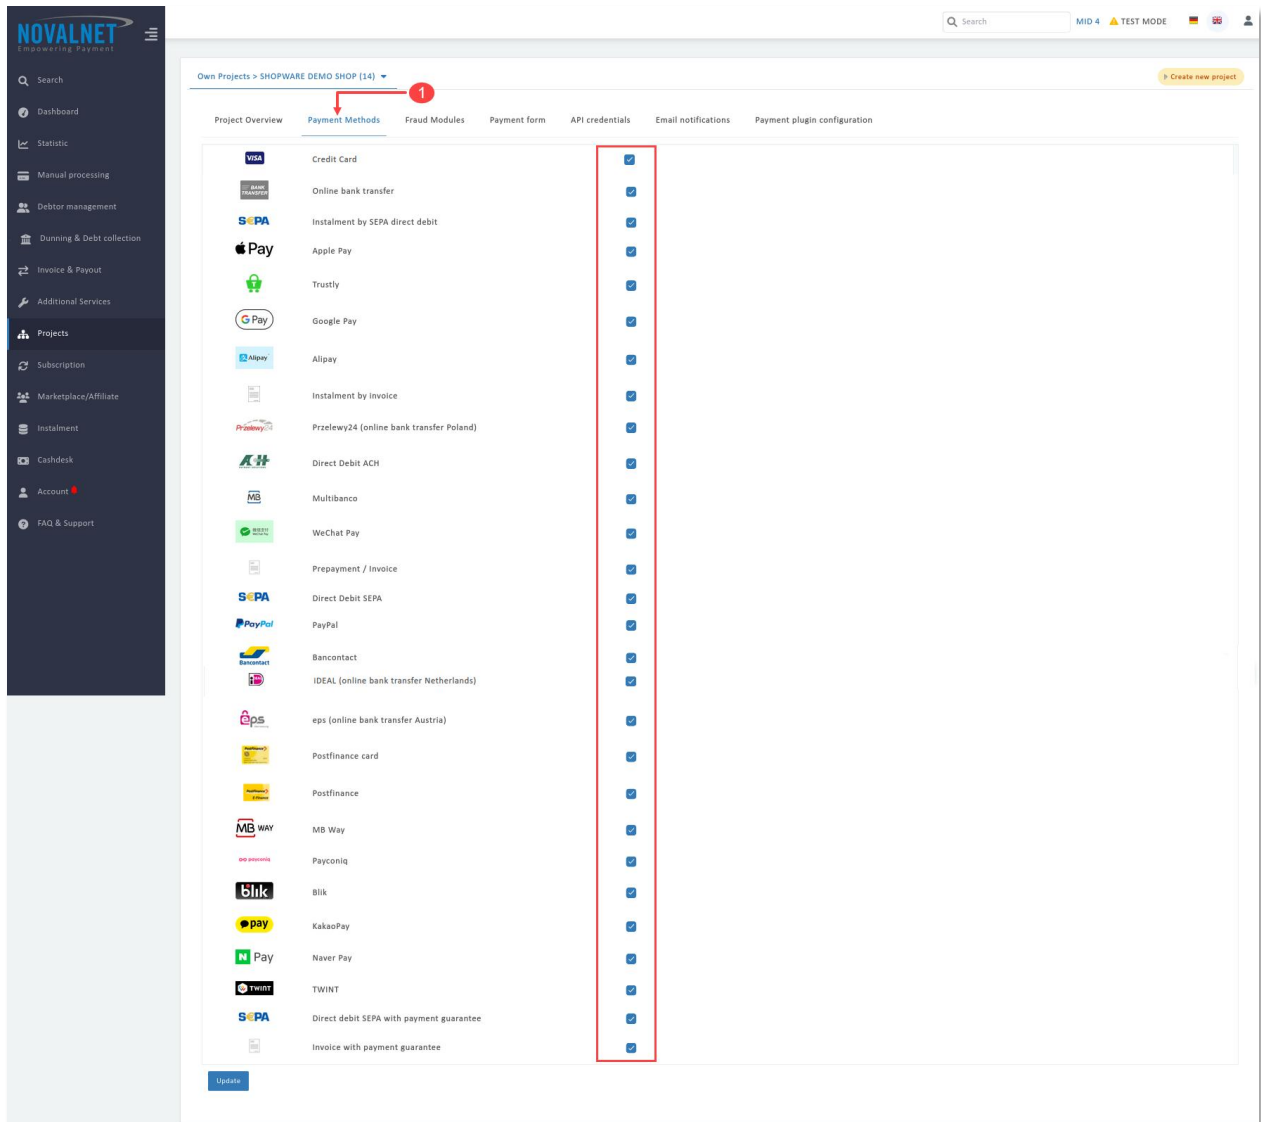 NOVALNET
Empowering Payment
Search
MID 4
TEST MODE
Search
Dashboard
Statistic
Manual processing
Debtor management
Dunning & Debt collection
Invoice & Payout
Additional Services
Projects
Subscription
Marketplace/Affiliate
Instalment
Cashdesk
Account
FAQ & Support
Own Projects > SHOPWARE DEMO SHOP (14)
Create new project
1
Project Overview Payment Methods Fraud Modules Payment form API credentials Email notifications Payment plugin configuration
VISA Credit Card
BANK TRANSFER Online bank transfer
SEPA Instalment by SEPA direct debit
Pay Apple Pay
Trustly
G Pay Google Pay
Alipay Alipay
Instalment by invoice
Przelewy24 Przelewy24 (online bank transfer Poland)
ACH Direct Debit ACH
MB Multibanco
WeChat Pay
Prepayment / Invoice
SEPA Direct Debit SEPA
PayPal PayPal
Bancontact Bancontact
iDEAL (online bank transfer Netherlands)
eps eps (online bank transfer Austria)
Postfinance card
Postfinance
MB WAY MB Way
payconiq Payconiq
blik Blik
pay KakaoPay
N Pay Naver Pay
TWINT TWINT
SEPA Direct debit SEPA with payment guarantee
Invoice with payment guarantee
Update